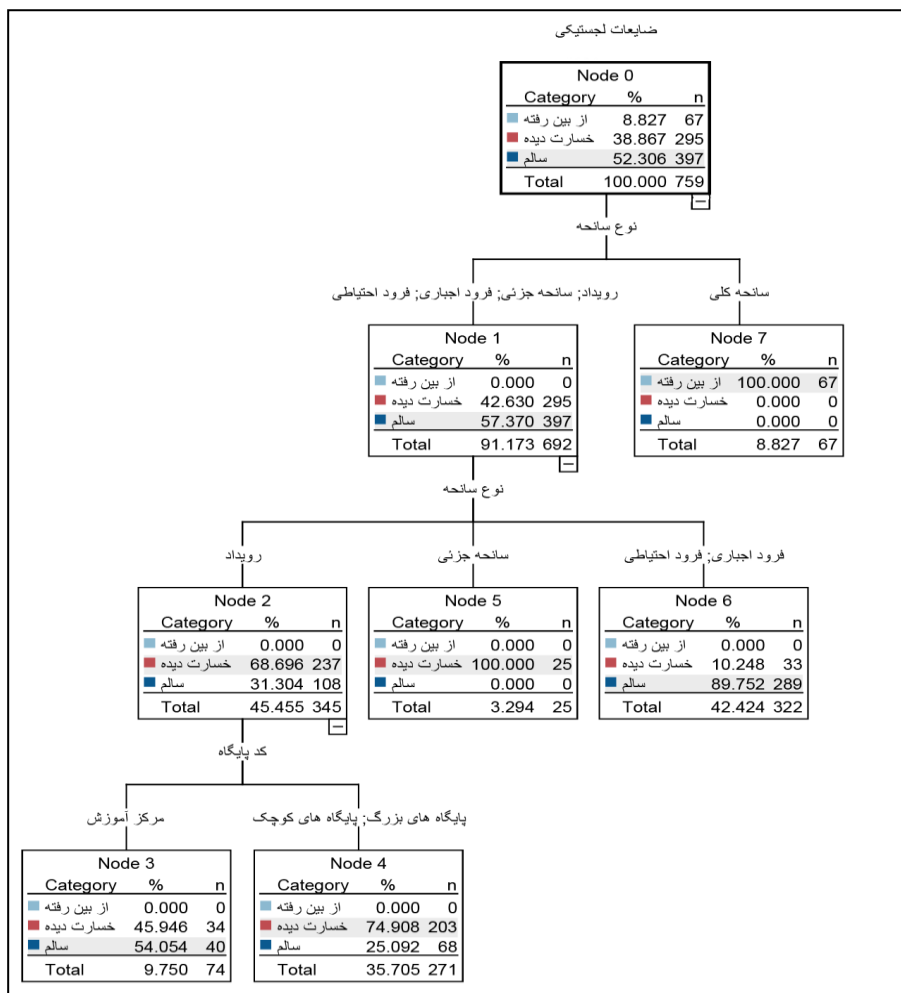 ضایعات لجستیکی
Node 0
Category % n
از بین رفته 8.827 67
خسارت دیده 38.867 295
سالم 52.306 397
Total 100.000 759
نوع سانحه
رویداد; سانحه جزئی; فرود اجباری; فرود احتیاطی
سانحه کلی
Node 1
Category % n
از بین رفته 0.000 0
خسارت دیده 42.630 295
سالم 57.370 397
Total 91.173 692
Node 7
Category % n
از بین رفته 100.000 67
خسارت دیده 0.000 0
سالم 0.000 0
Total 8.827 67
نوع سانحه
رویداد
سانحه جزئی
فرود اجباری; فرود احتیاطی
Node 2
Category % n
از بین رفته 0.000 0
خسارت دیده 68.696 237
سالم 31.304 108
Total 45.455 345
Node 5
Category % n
از بین رفته 0.000 0
خسارت دیده 100.000 25
سالم 0.000 0
Total 3.294 25
Node 6
Category % n
از بین رفته 0.000 0
خسارت دیده 10.248 33
سالم 89.752 289
Total 42.424 322
کد پایگاه
مرکز آموزش
پایگاه های بزرگ; پایگاه های کوچک
Node 3
Category % n
از بین رفته 0.000 0
خسارت دیده 45.946 34
سالم 54.054 40
Total 9.750 74
Node 4
Category % n
از بین رفته 0.000 0
خسارت دیده 74.908 203
سالم 25.092 68
Total 35.705 271